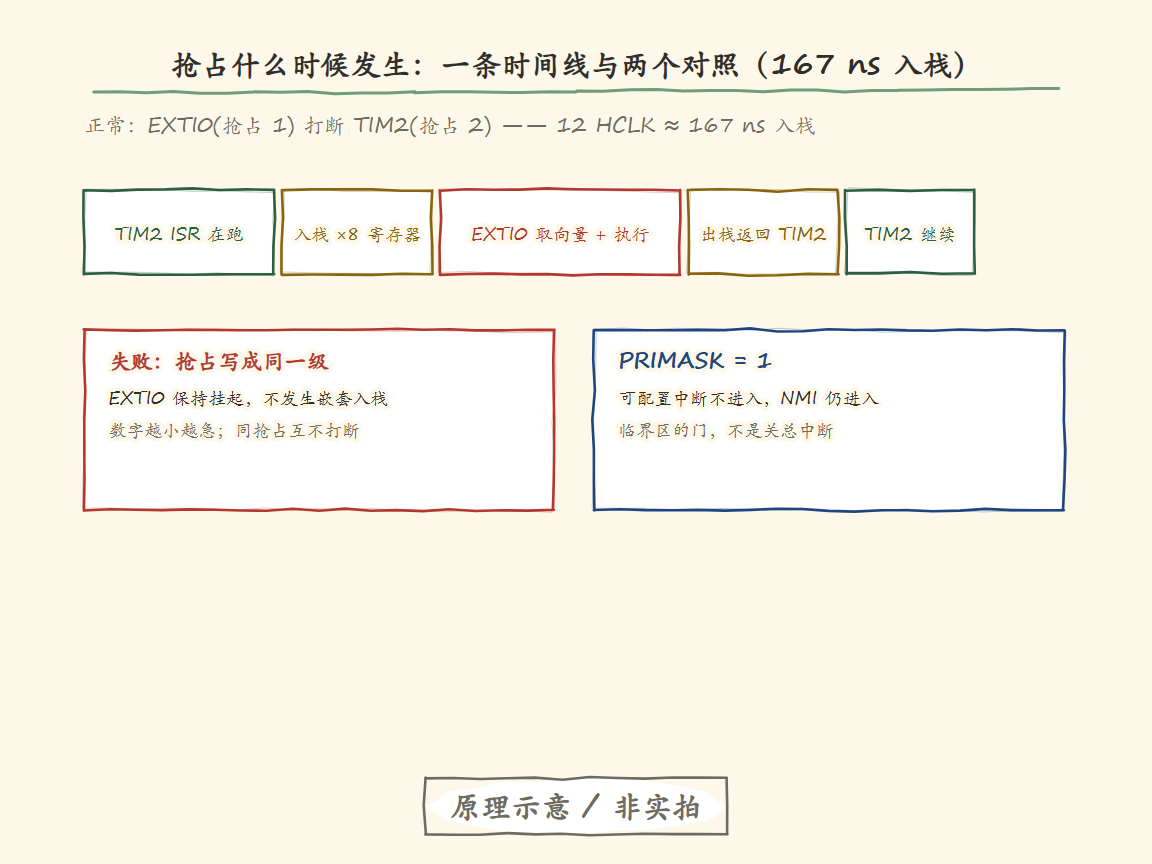 抢占什么时候发生：一条时间线与两个对照（167 ns 入栈）
正常：EXTI0(抢占 1) 打断 TIM2(抢占 2) —— 12 HCLK ≈ 167 ns 入栈
TIM2 ISR 在跑
入栈 ×8 寄存器
EXTI0 取向量 + 执行
出栈返回 TIM2
TIM2 继续
失败：抢占写成同一级
EXTI0 保持挂起，不发生嵌套入栈
数字越小越急；同抢占互不打断
PRIMASK = 1
可配置中断不进入，NMI 仍进入
临界区的门，不是关总中断
原理示意 / 非实拍